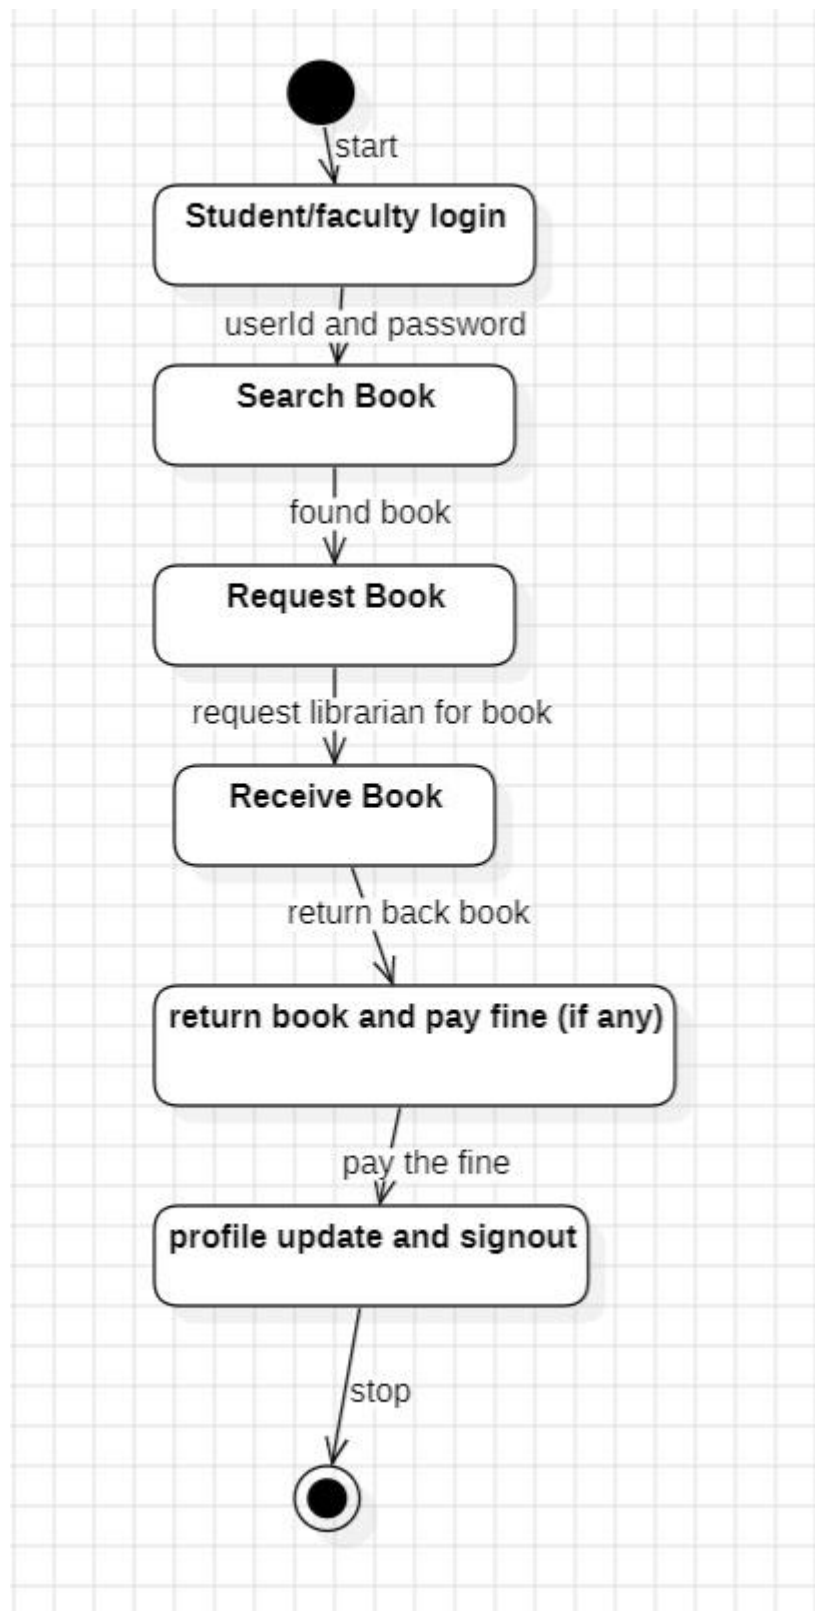 start
Student/faculty login
userId and password
Search Book
found book
Request Book
request librarian for book
Receive Book
return back book
return book and pay fine (if any)
pay the fine
profile update and signout
stop